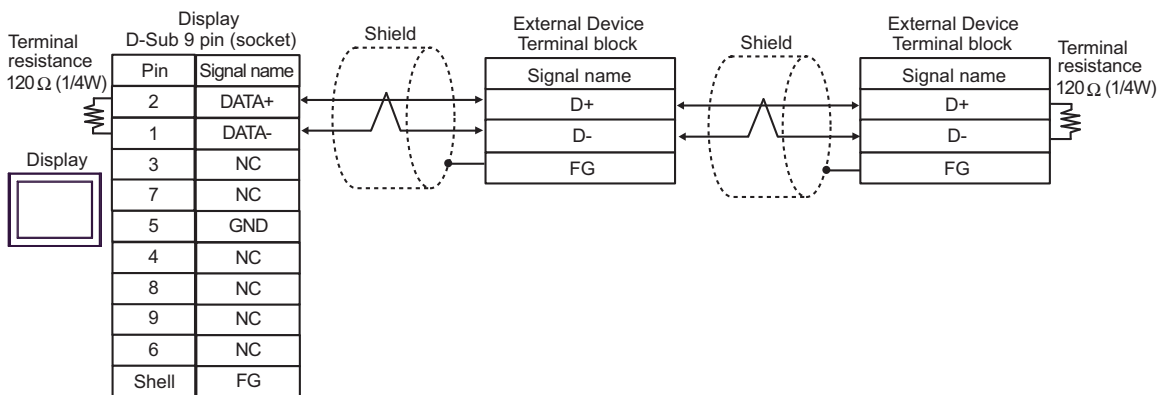 Terminal
resistance
120 Ω (1/4W)
Display
Display
D-Sub 9 pin (socket)
Pin Signal name
2 DATA+
1 DATA-
3 NC
7 NC
5 GND
4 NC
8 NC
9 NC
6 NC
Shell FG
Shield
External Device
Terminal block
Signal name
D+
D-
FG
Shield
External Device
Terminal block
Signal name
D+
D-
FG
Terminal
resistance
120 Ω (1/4W)